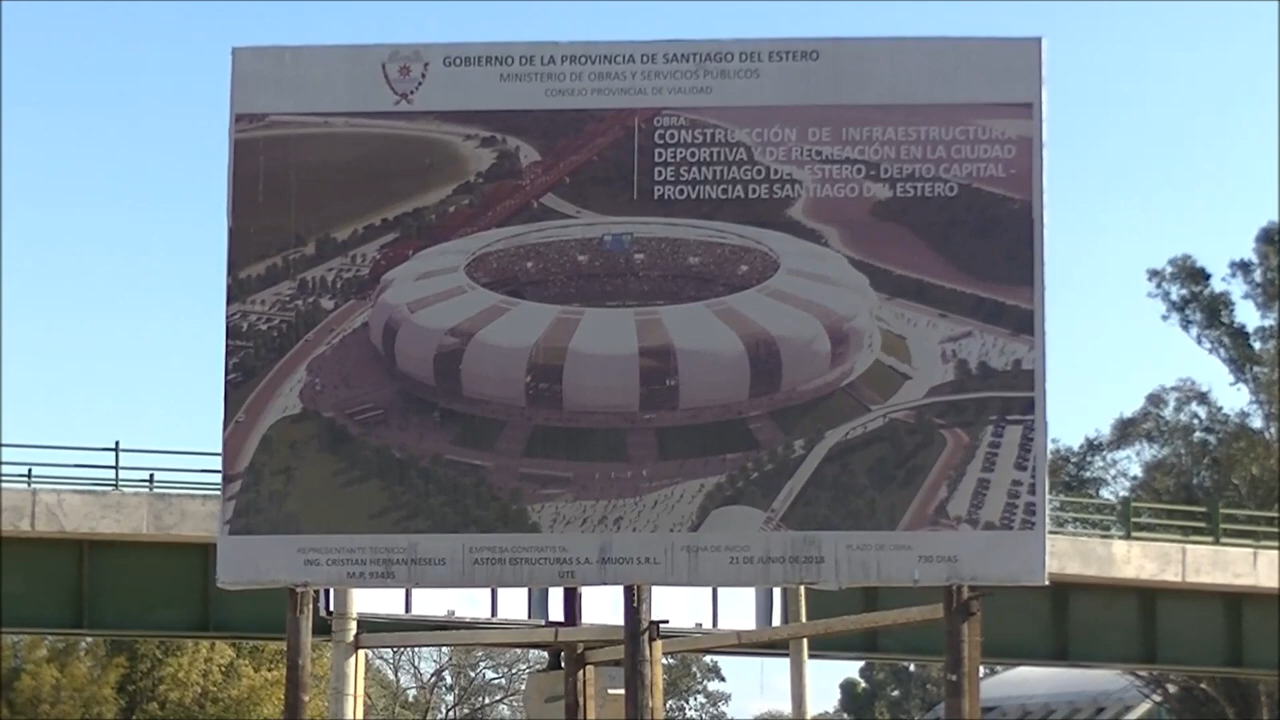 GOBIERNO DE LA PROVINCIA DE SANTIAGO DEL ESTERO
MINISTERIO DE OBRAS Y SERVICIOS PÚBLICOS
CONSEJO PROVINCIAL DE VIALIDAD
OBRA:
CONSTRUCCIÓN DE INFRAESTRUCTURA
DEPORTIVA Y DE RECREACIÓN EN LA CIUDAD
DE SANTIAGO DEL ESTERO - DEPTO CAPITAL -
PROVINCIA DE SANTIAGO DEL ESTERO
REPRESENTANTE TECNICO:
ING. CRISTIAN HERNAN NESELIS
M.P. 93435
EMPRESA CONTRATISTA:
ASTORI ESTRUCTURAS S.A. - MIJOVI S.R.L.
UTE
FECHA DE INICIO:
21 DE JUNIO DE 2018
PLAZO DE OBRA:
730 DIAS